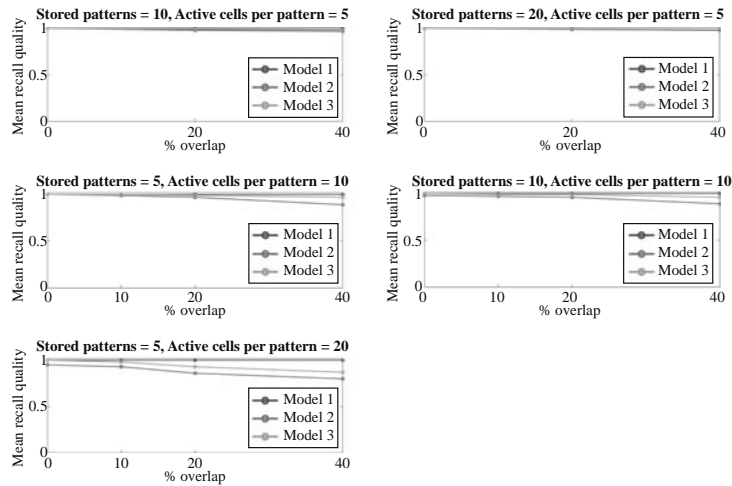 Stored patterns = 10, Active cells per pattern = 5
Mean recall quality
1
0.5
0
0
20
40
% overlap
Model 1
Model 2
Model 3
Stored patterns = 20, Active cells per pattern = 5
Mean recall quality
1
0.5
0
0
20
40
% overlap
Model 1
Model 2
Model 3
Stored patterns = 5, Active cells per pattern = 10
Mean recall quality
1
0.5
0
0
10
20
40
% overlap
Model 1
Model 2
Model 3
Stored patterns = 10, Active cells per pattern = 10
Mean recall quality
1
0.5
0
0
10
20
40
% overlap
Model 1
Model 2
Model 3
Stored patterns = 5, Active cells per pattern = 20
Mean recall quality
1
0.5
0
0
10
20
40
% overlap
Model 1
Model 2
Model 3